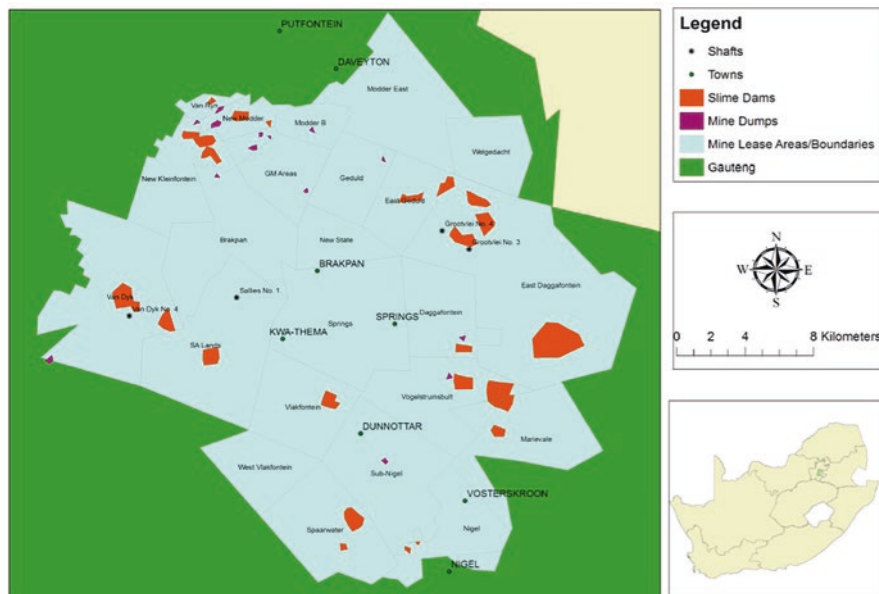 PUTFONTEIN
DAVEYTON
Modder East
Van Ryn
New Modder
Modder B
Welgedacht
GM Areas
Geduld
New Kleinfontein
East Geduld
Grootvlei No. 4
Brakpan
New State
Grootvlei No. 3
BRAKPAN
East Daggafontein
Van Dyk
Sallies No. 1
Van Dyk No. 4
Daggafontein
SPRINGS
Springs
KWA-THEMA
SA Lands
Vogelstruisbult
Vlakfontein
DUNNOTTAR
Marievale
West Vlakfontein
Sub-Nigel
VOSTERSKROON
Spaarwater
Nigel
NIGEL
Legend
Shafts
Towns
Slime Dams
Mine Dumps
Mine Lease Areas/Boundaries
Gauteng
N
W E
S
0 2 4 8 Kilometers